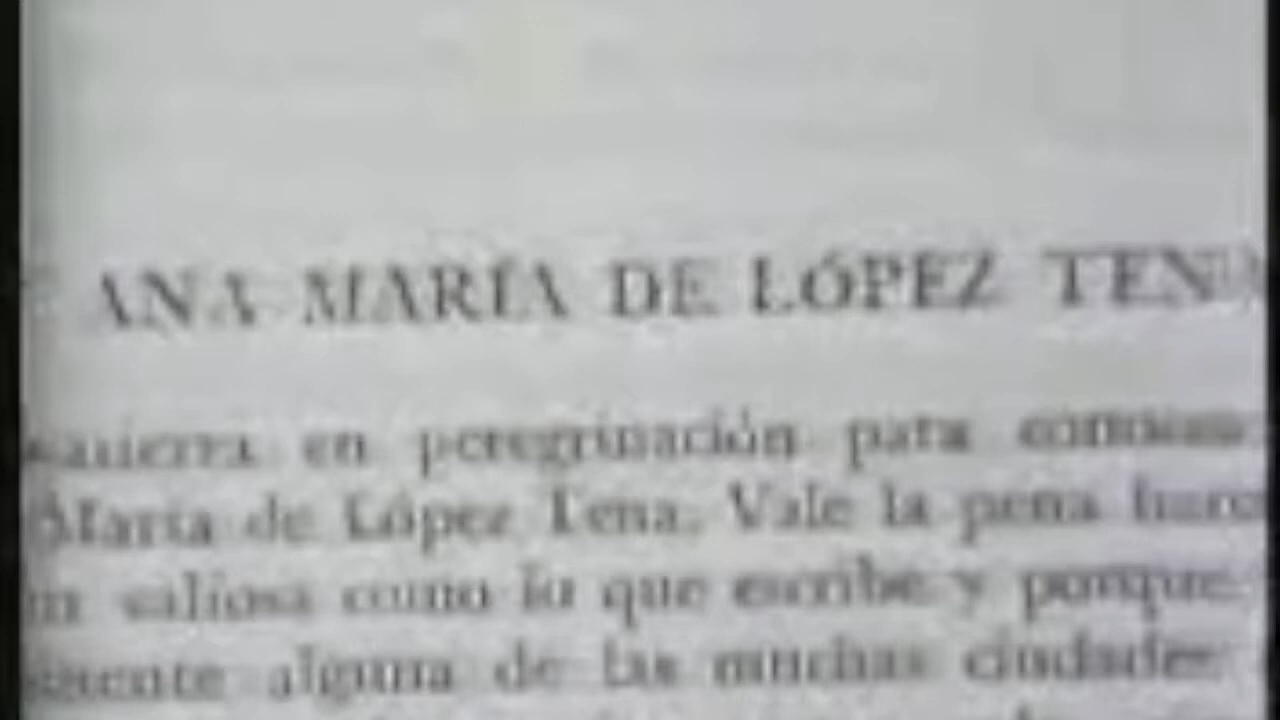 ANA MARÍA DE LÓPEZ TENA
en peregrinación para
María de López Tena. Vale la pena
valiosa como lo que escribe y porque
alguna de las muchas ciudades